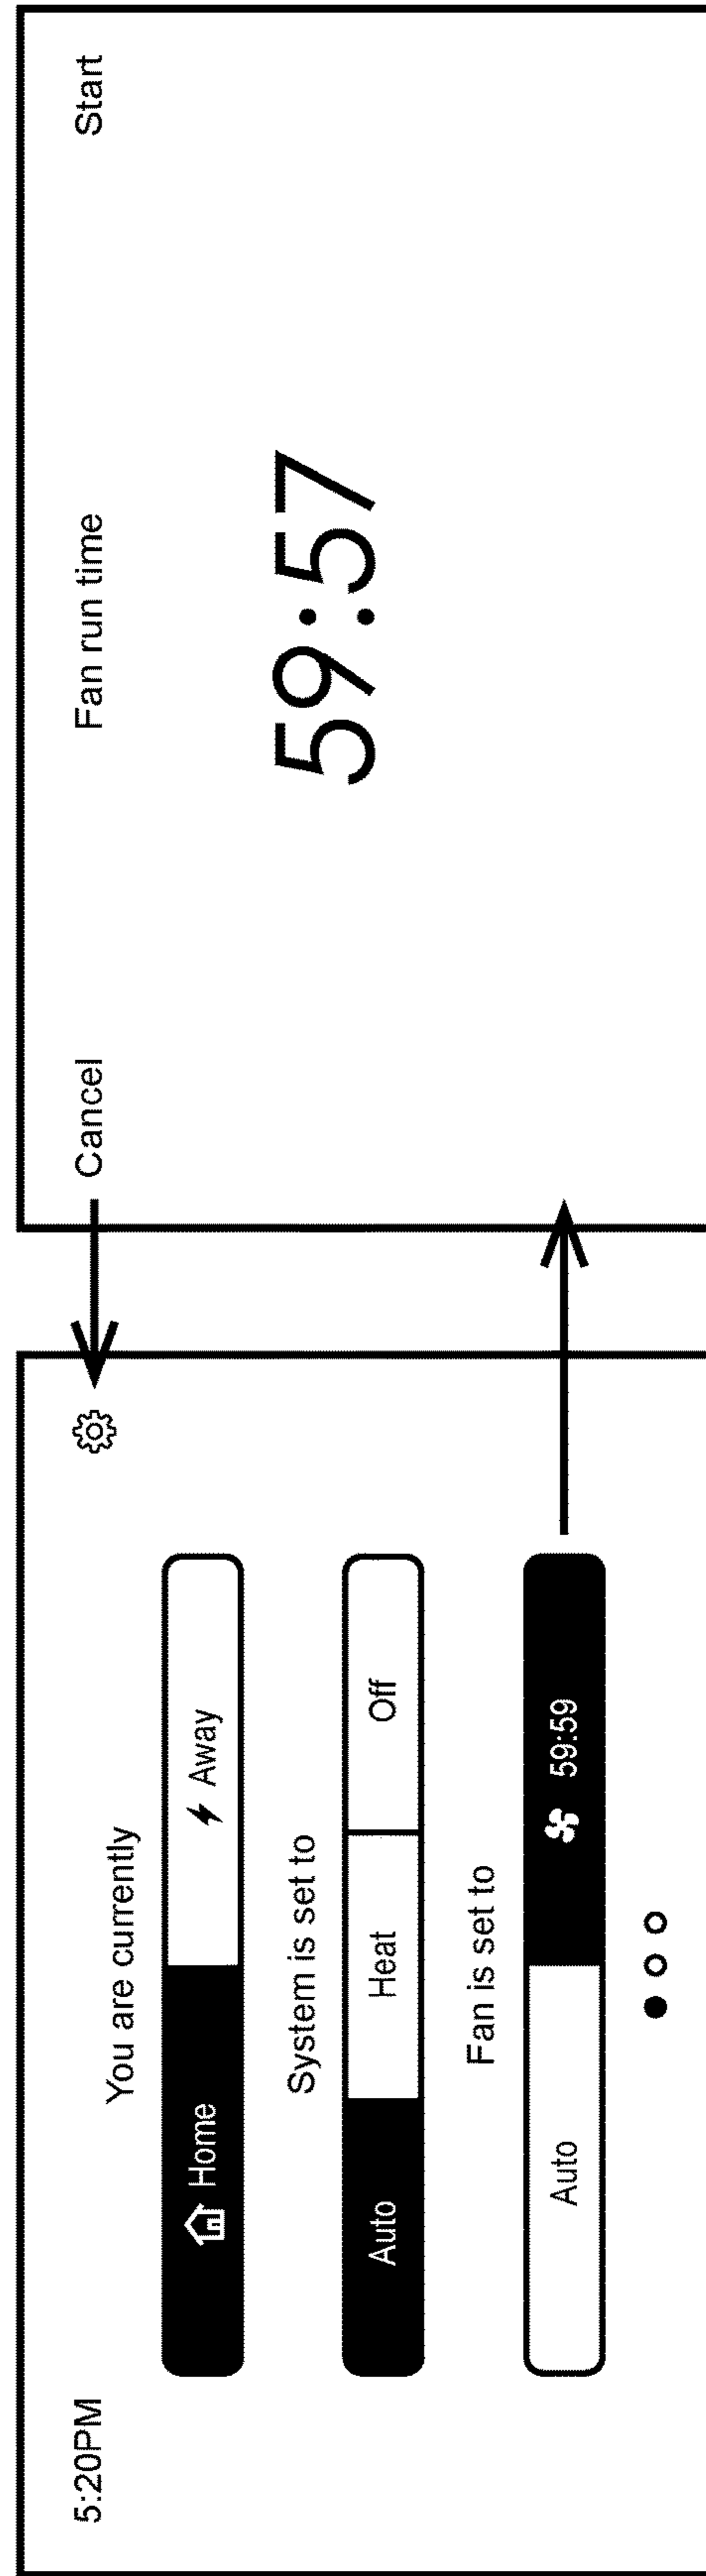 5:20PM
You are currently
Home Away
System is set to
Auto Heat Off
Fan is set to
Auto 59:59
Cancel Fan run time Start
59:57